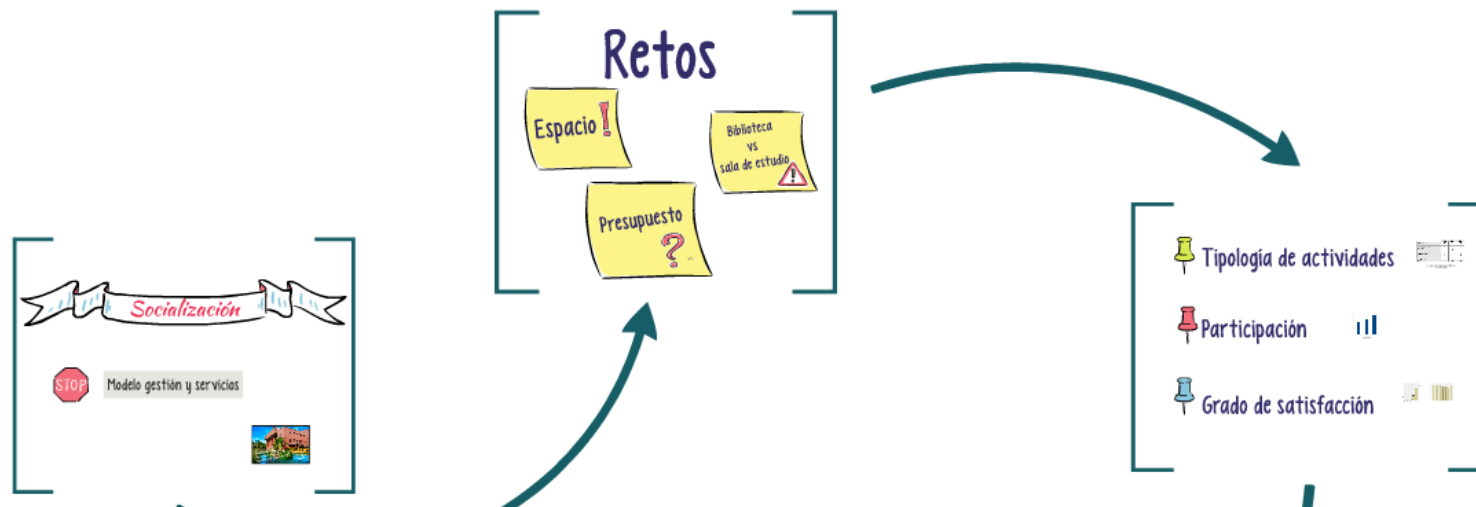 Retos
Espacio!
Biblioteca
vs
sala de estudio
!
Presupuesto
?
Socialización
STOP
Modelo gestión y servicios
Tipología de actividades
Participación
Grado de satisfacción